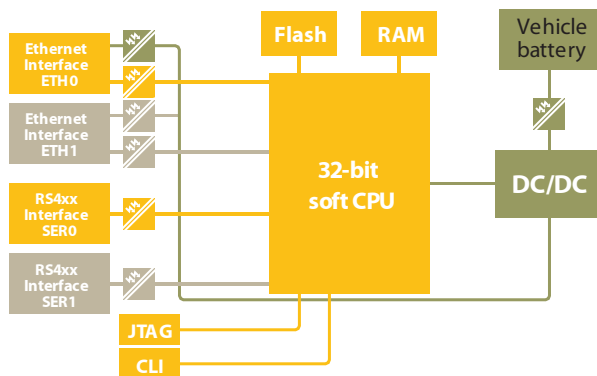 Ethernet
Interface
ETH0
Ethernet
Interface
ETH1
RS4xx
Interface
SER0
RS4xx
Interface
SER1
Flash
RAM
32-bit
soft CPU
JTAG
CLI
Vehicle
battery
DC/DC